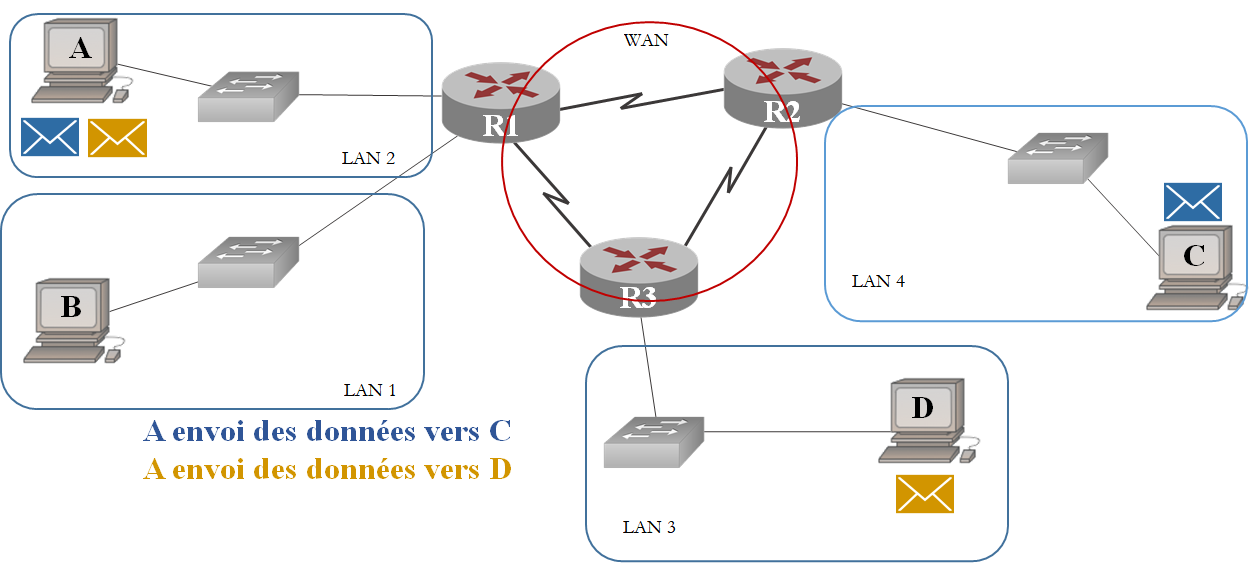 A
WAN
R1
R2
LAN 2
C
B
R3
LAN 4
LAN 1
A envoi des données vers C
A envoi des données vers D
D
LAN 3